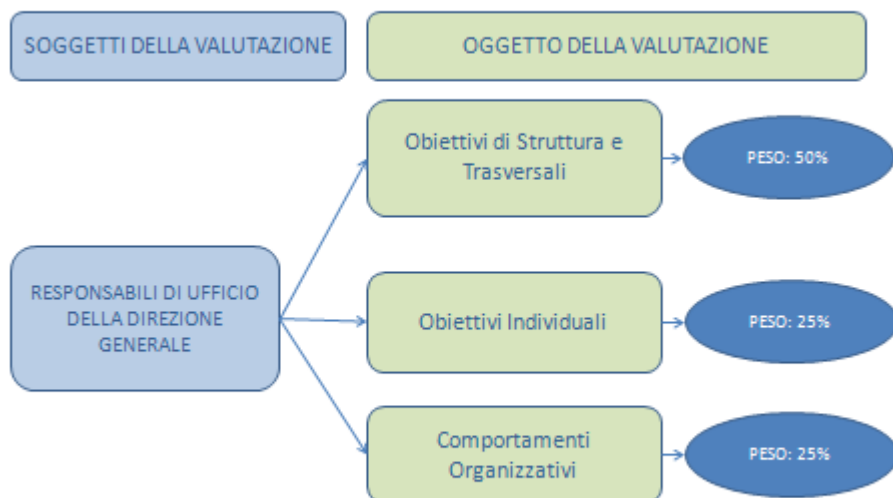 SOGGETTI DELLA VALUTAZIONE
OGGETTO DELLA VALUTAZIONE
Obiettivi di Struttura e
Trasversali
PESO: 50%
RESPONSABILI DI UFFICIO
DELLA DIREZIONE
GENERALE
Obiettivi Individuali
PESO: 25%
Comportamenti
Organizzativi
PESO: 25%